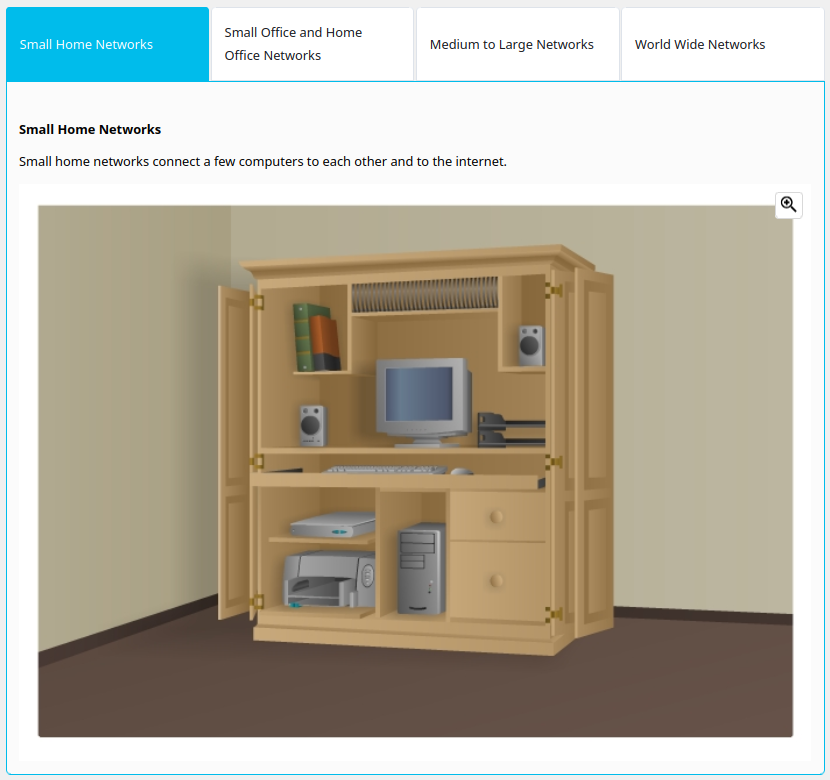 Small Home Networks
Small Office and Home
Office Networks
Medium to Large Networks
World Wide Networks
Small Home Networks
Small home networks connect a few computers to each other and to the internet.